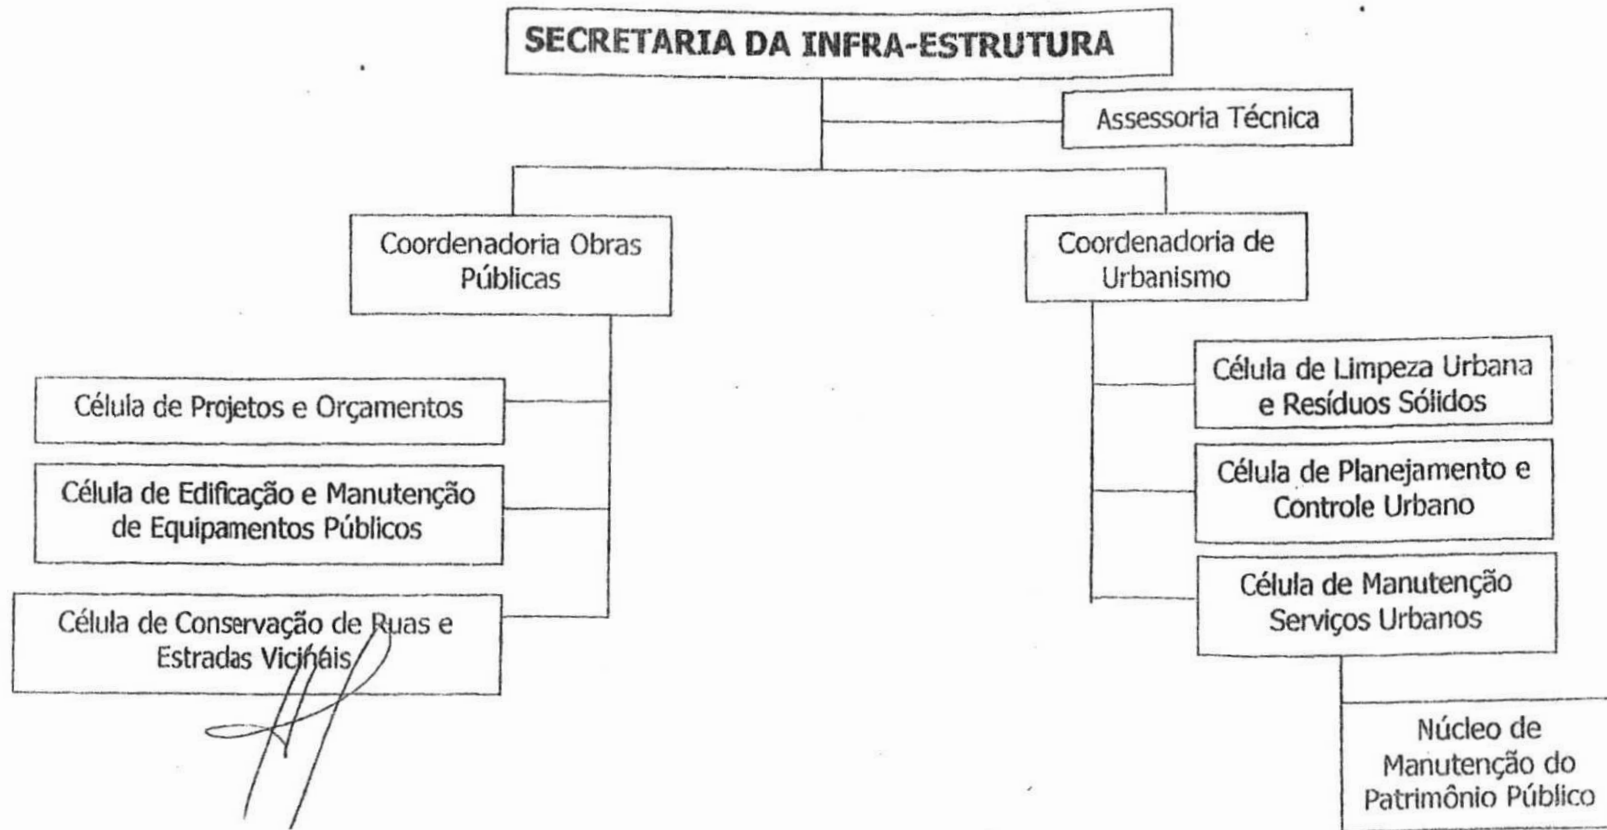 SECRETARIA DA INFRA-ESTRUTURA
Assessoria Técnica
Coordenadoria Obras
Públicas
Coordenadoria de
Urbanismo
Célula de Projetos e Orçamentos
Célula de Edificação e Manutenção
de Equipamentos Públicos
Célula de Conservação de Ruas e
Estradas Vicinais
Célula de Limpeza Urbana
e Resíduos Sólidos
Célula de Planejamento e
Controle Urbano
Célula de Manutenção
Serviços Urbanos
Núcleo de
Manutenção do
Patrimônio Público